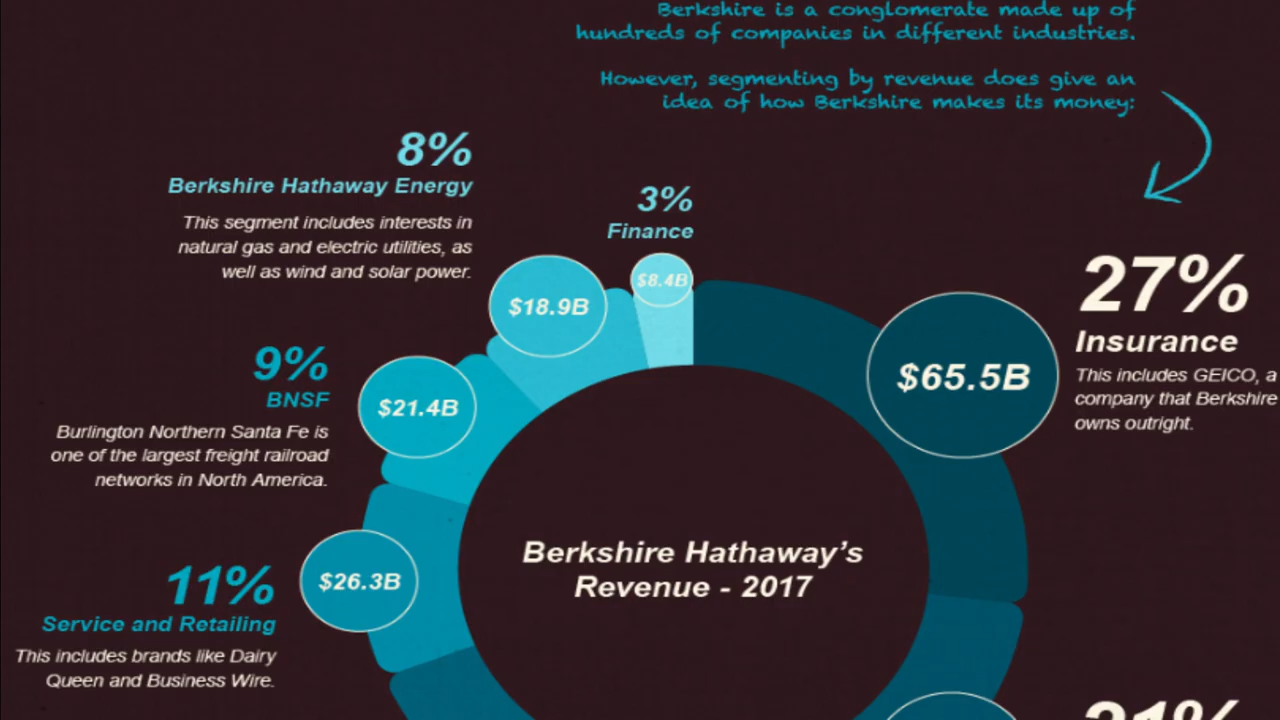 Berkshire is a conglomerate made up of
hundreds of companies in different industries.
However, segmenting by revenue does give an
idea of how Berkshire makes its money:
8%
Berkshire Hathaway Energy
This segment includes interests in
natural gas and electric utilities, as
well as wind and solar power.
3%
Finance
$8.4B
$18.9B
27%
Insurance
This includes GEICO, a
company that Berkshire
owns outright.
$65.5B
9%
BNSF
Burlington Northern Santa Fe is
one of the largest freight railroad
networks in North America.
$21.4B
Berkshire Hathaway's
Revenue - 2017
11%
Service and Retailing
This includes brands like Dairy
Queen and Business Wire.
$26.3B
21%